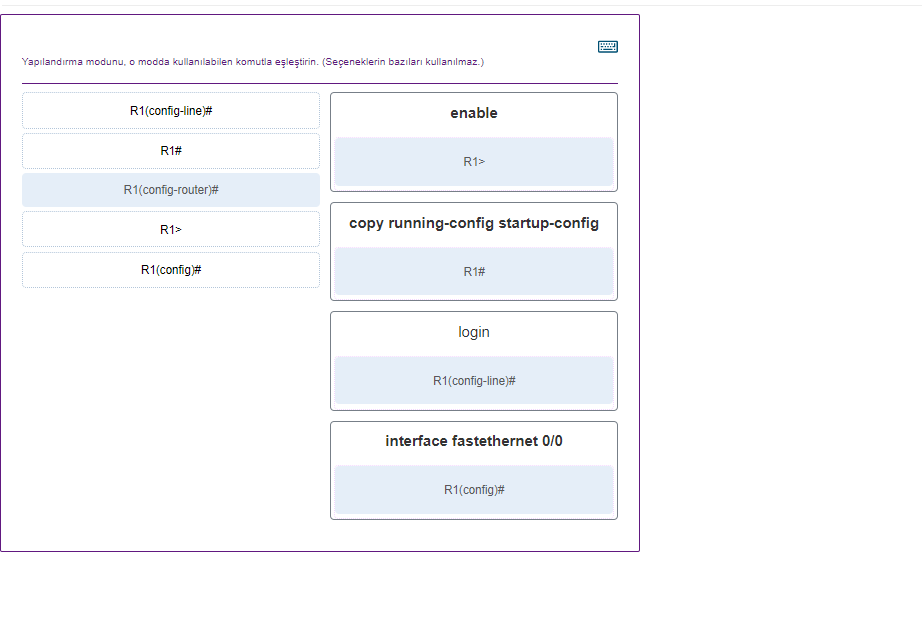 Yapılandırma modunu, o modda kullanılabilen komutla eşleştirin. (Seçeneklerin bazıları kullanılmaz.)
R1(config-line)#
R1#
R1(config-router)#
R1>
R1(config)#
enable
R1>
copy running-config startup-config
R1#
login
R1(config-line)#
interface fastethernet 0/0
R1(config)#